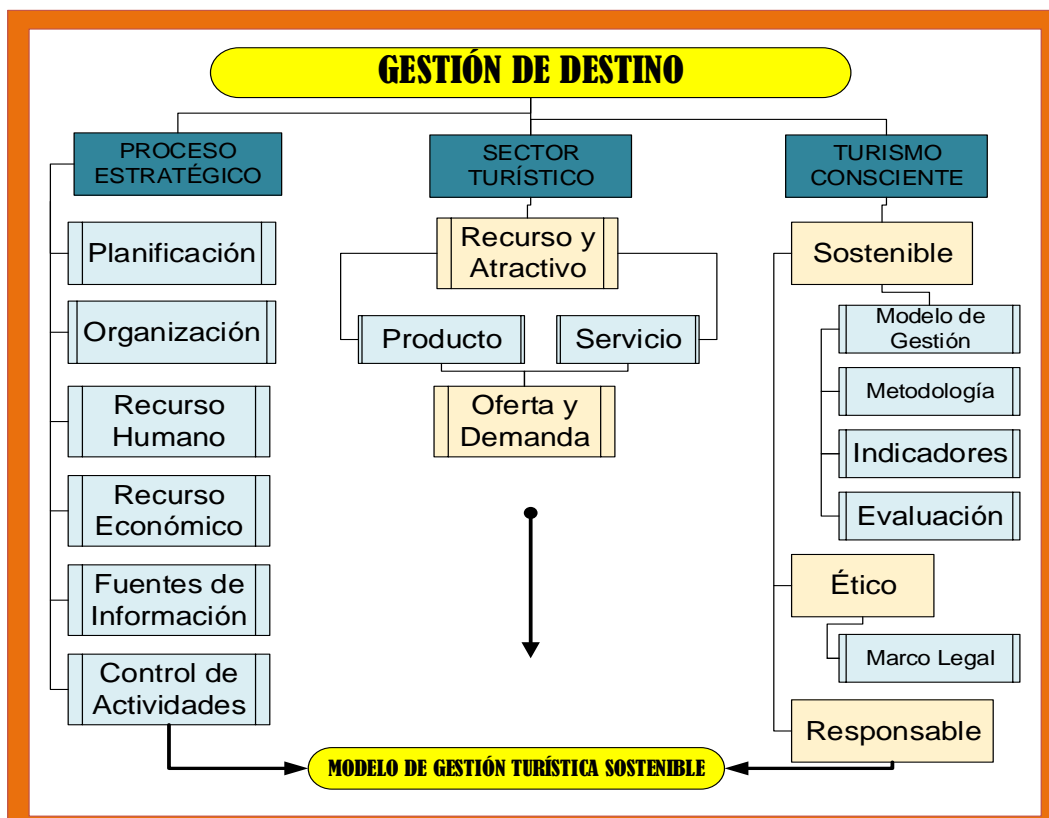 GESTIÓN DE DESTINO
PROCESO
ESTRATÉGICO
Planificación
Organización
Recurso
Humano
Recurso
Económico
Fuentes de
Información
Control de
Actividades
SECTOR
TURÍSTICO
Recurso y
Atractivo
Producto
Servicio
Oferta y
Demanda
TURISMO
CONSCIENTE
Sostenible
Modelo de
Gestión
Metodología
Indicadores
Evaluación
Ético
Marco Legal
Responsable
MODELO DE GESTIÓN TURÍSTICA SOSTENIBLE